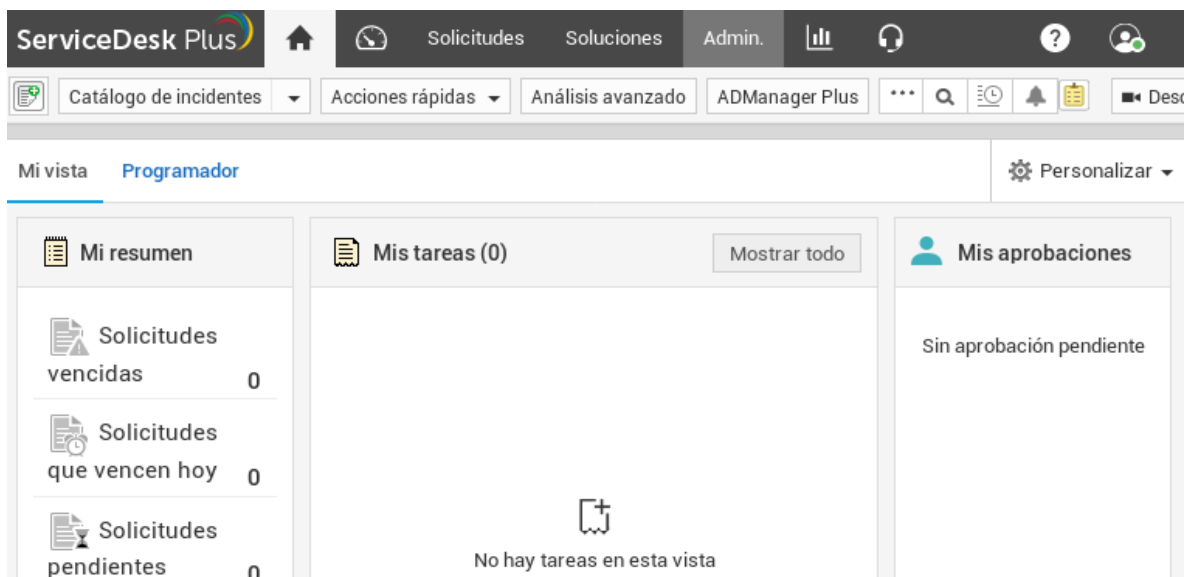 ServiceDesk Plus Solicitudes Soluciones Admin. ?
Catálogo de incidentes Acciones rápidas Análisis avanzado ADManager Plus ... Desc
Mi vista Programador Personalizar
Mi resumen
Solicitudes
vencidas 0
Solicitudes
que vencen hoy 0
Solicitudes
pendientes 0
Mis tareas (0) Mostrar todo
No hay tareas en esta vista
Mis aprobaciones
Sin aprobación pendiente